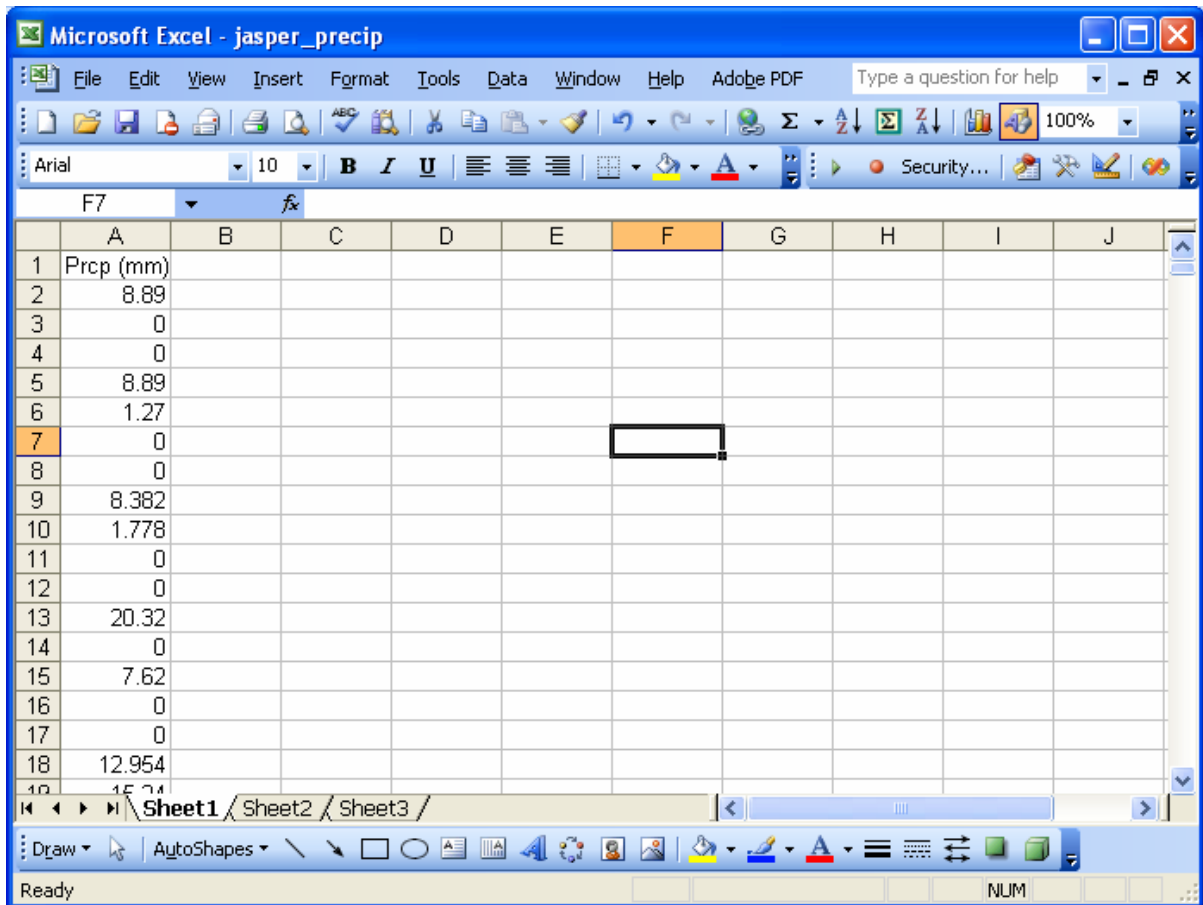 Microsoft Excel - jasper_precip
File Edit View Insert Format Tools Data Window Help Adobe PDF Type a question for help
100%
Arial 10 B I U A Security...
F7 fx
A B C D E F G H I J
1 Prcp (mm)
2 8.89
3 0
4 0
5 8.89
6 1.27
7 0
8 0
9 8.382
10 1.778
11 0
12 0
13 20.32
14 0
15 7.62
16 0
17 0
18 12.954
19 15.24
Sheet1 Sheet2 Sheet3
Draw AutoShapes A
Ready NUM